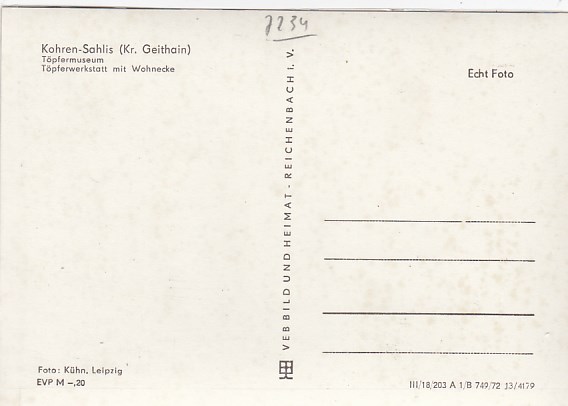 7234
Kohren-Sahlis (Kr. Geithain)
Töpfermuseum
Töpferwerkstatt mit Wohnecke
VEB BILD UND HEIMAT - REICHENBACH I. V.
Echt Foto
Foto: Kühn, Leipzig
EVP M -,20
III/18/203 A 1/B 749/72 13/4179